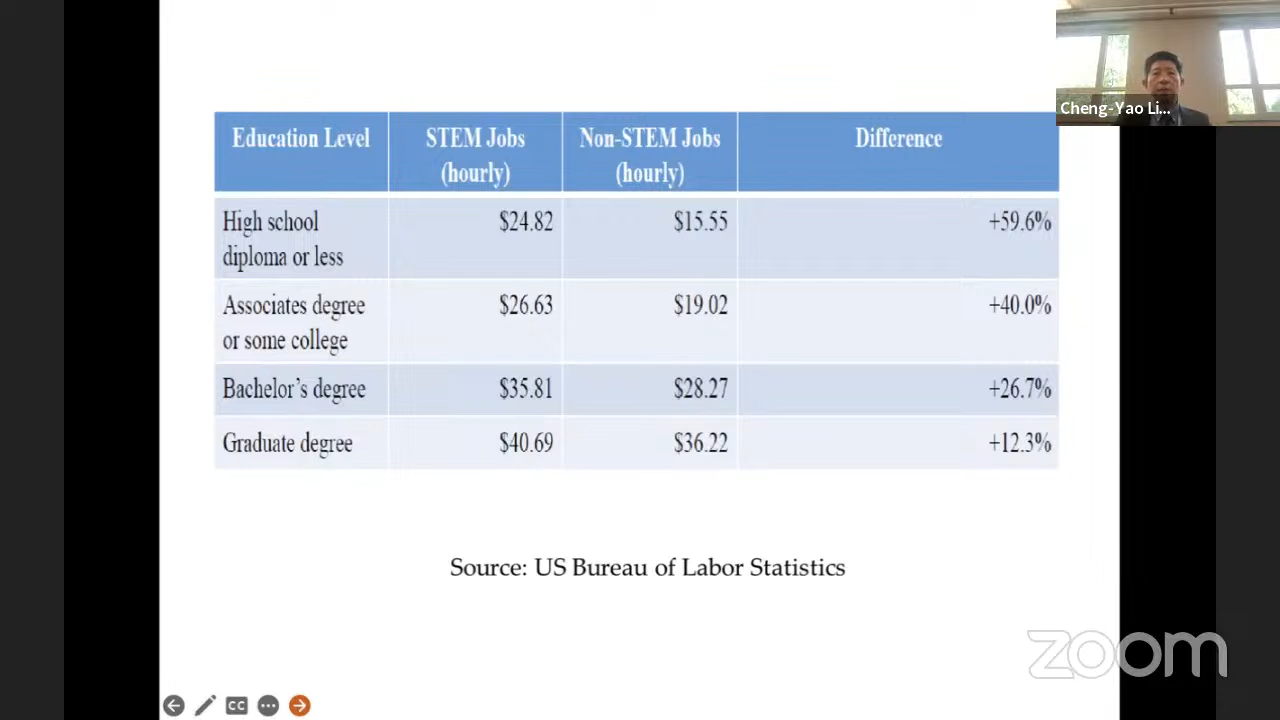 Cheng-Yao Li...
Education Level STEM Jobs (hourly) Non-STEM Jobs (hourly) Difference
High school diploma or less $24.82 $15.55 +59.6%
Associates degree or some college $26.63 $19.02 +40.0%
Bachelor’s degree $35.81 $28.27 +26.7%
Graduate degree $40.69 $36.22 +12.3%
Source: US Bureau of Labor Statistics
CC
zoom